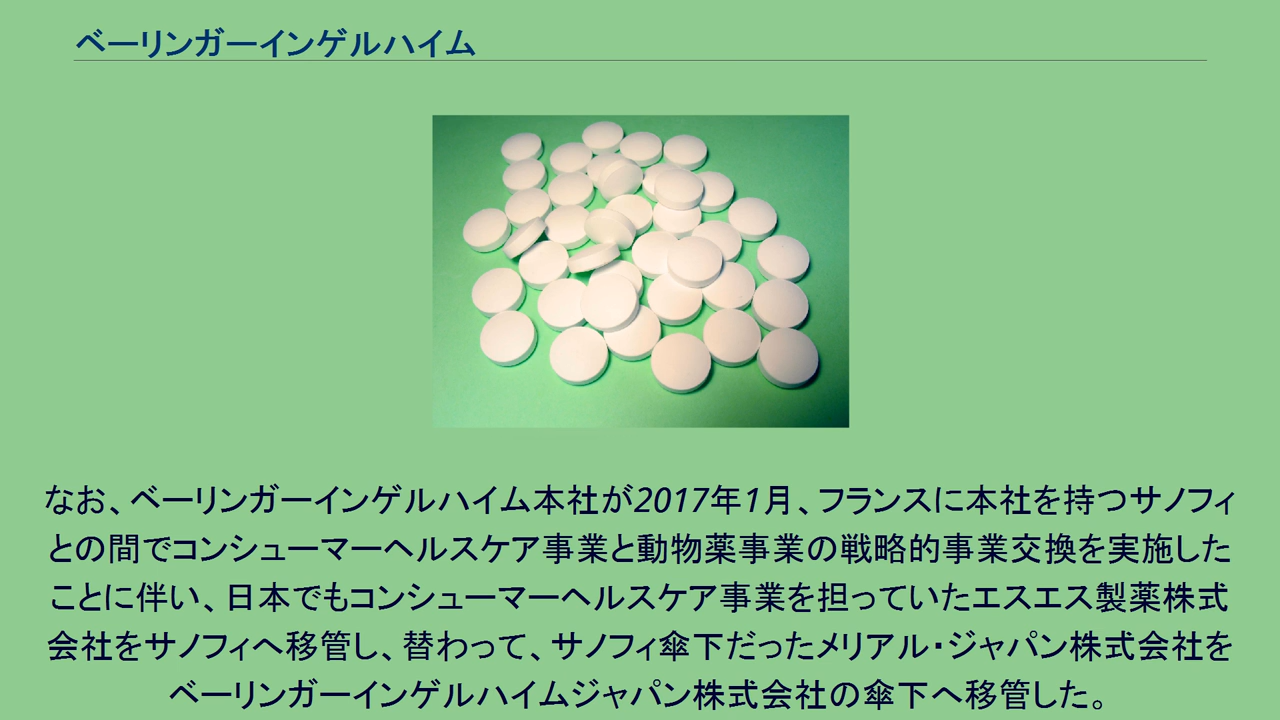 ベーリンガーインゲルハイム
なお、ベーリンガーインゲルハイム本社が2017年1月、フランスに本社を持つサノフィ
との間でコンシューマーヘルスケア事業と動物薬事業の戦略的事業交換を実施した
ことに伴い、日本でもコンシューマーヘルスケア事業を担っていたエスエス製薬株式
会社をサノフィへ移管し、替わって、サノフィ傘下だったメリアル・ジャパン株式会社を
ベーリンガーインゲルハイムジャパン株式会社の傘下へ移管した。